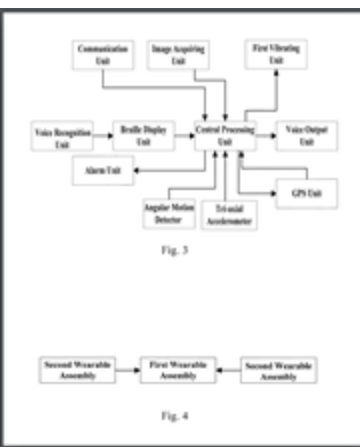 Communication
Unit
Image Acquiring
Unit
First Vibrating
Unit
Voice Recognition
Unit
Braille Display
Unit
Central Processing
Unit
Voice Output
Unit
Alarm Unit
GPS Unit
Angular Motion
Detector
Tri-axial
Accelerometer
Fig. 3
Second Wearable
Assembly
First Wearable
Assembly
Second Wearable
Assembly
Fig. 4